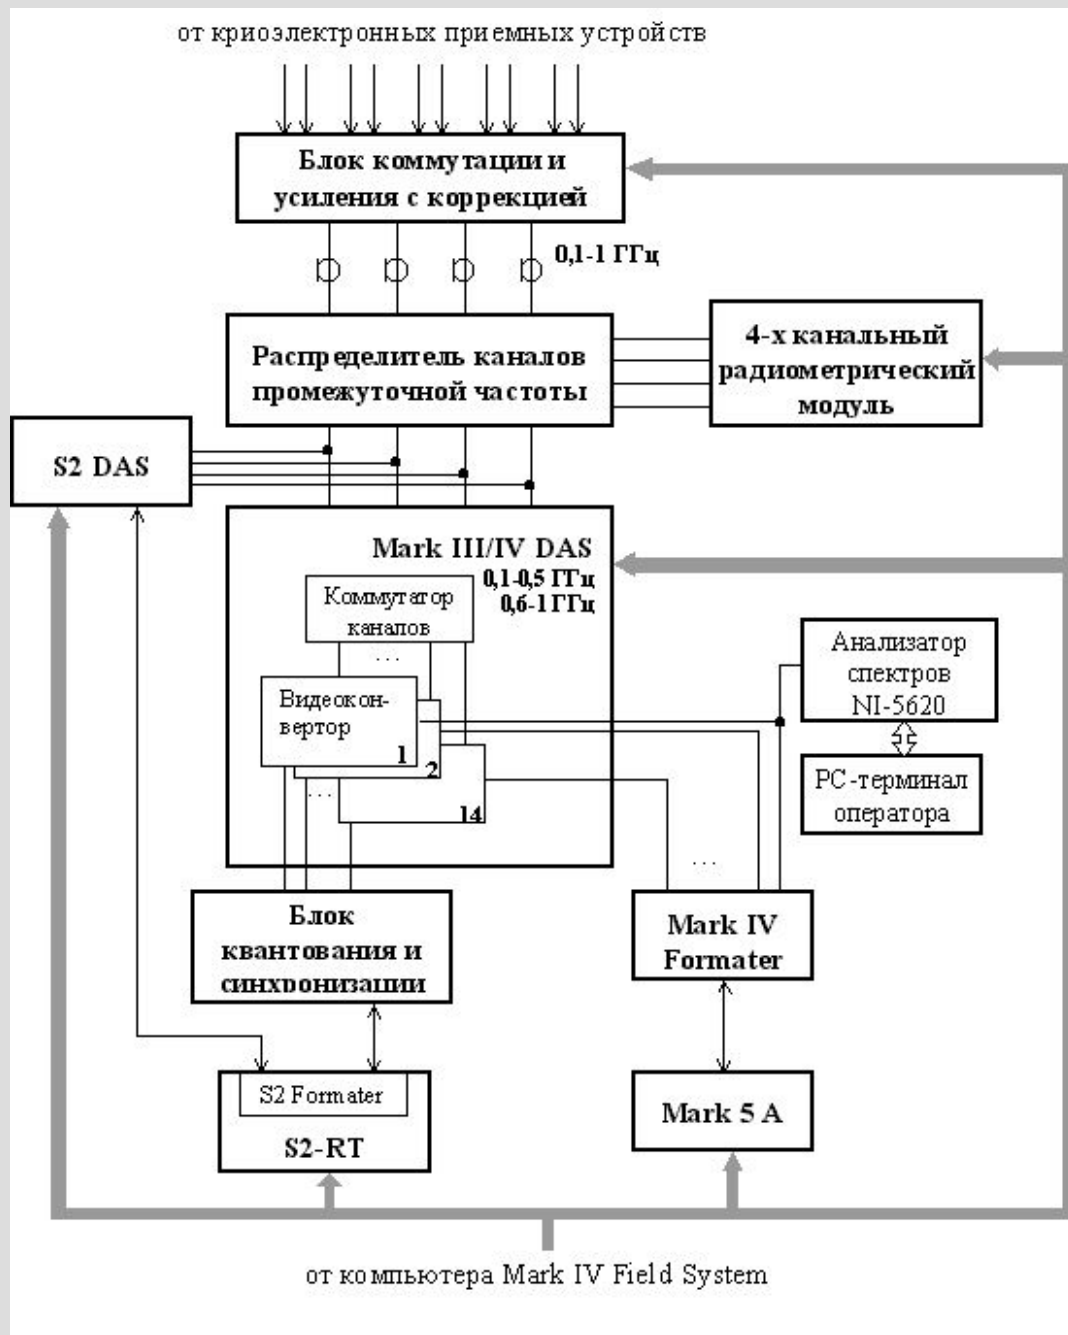 от криоэлектронных приемных устройств
Блок коммутации и
усиления с коррекцией
0,1-1 ГГц
Распределитель каналов
промежуточной частоты
4-х канальный
радиометрический
модуль
S2 DAS
Mark III/IV DAS
0,1-0,5 ГГц
0,6-1 ГГц
Коммутатор
каналов
...
Видеокон-
вертор
1
2
...
14
Анализатор
спектров
NI-5620
PC-терминал
оператора
...
Блок
квантования и
синхронизации
Mark IV
Formater
S2 Formater
S2-RT
Mark 5 A
от компьютера Mark IV Field System